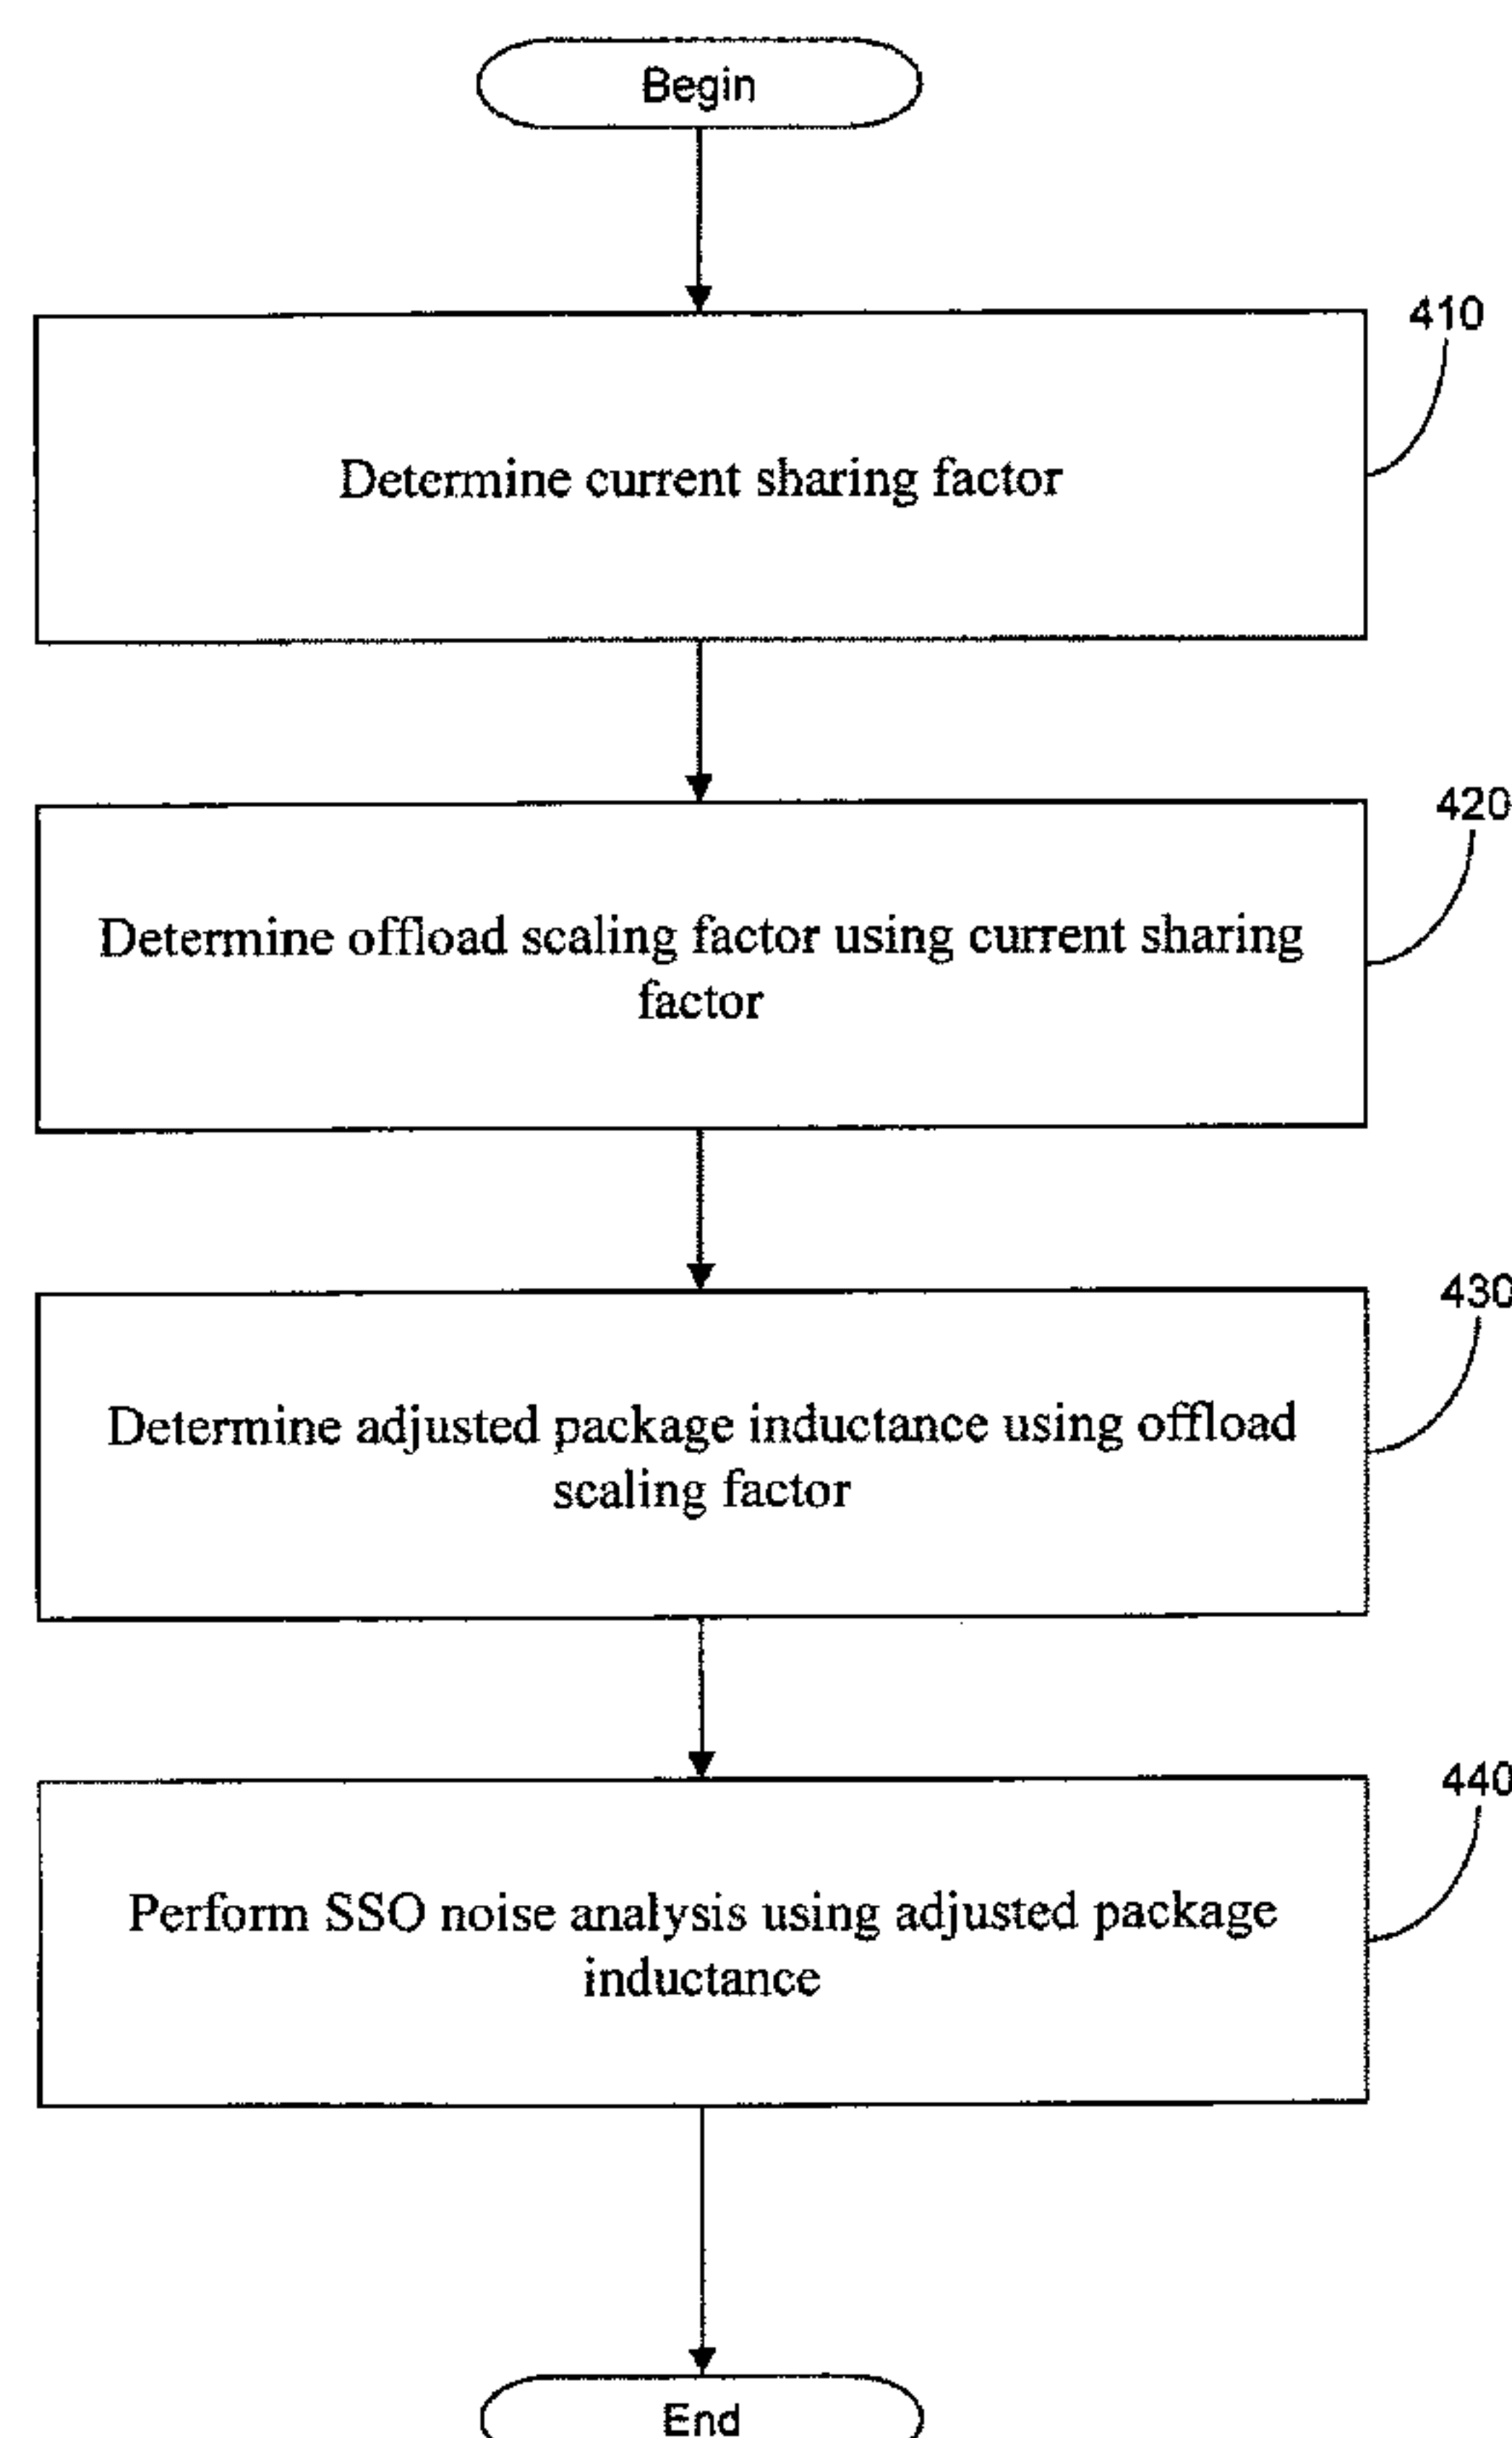 Begin
410
Determine current sharing factor
420
Determine offload scaling factor using current sharing
factor
430
Determine adjusted package inductance using offload
scaling factor
440
Perform SSO noise analysis using adjusted package
inductance
End